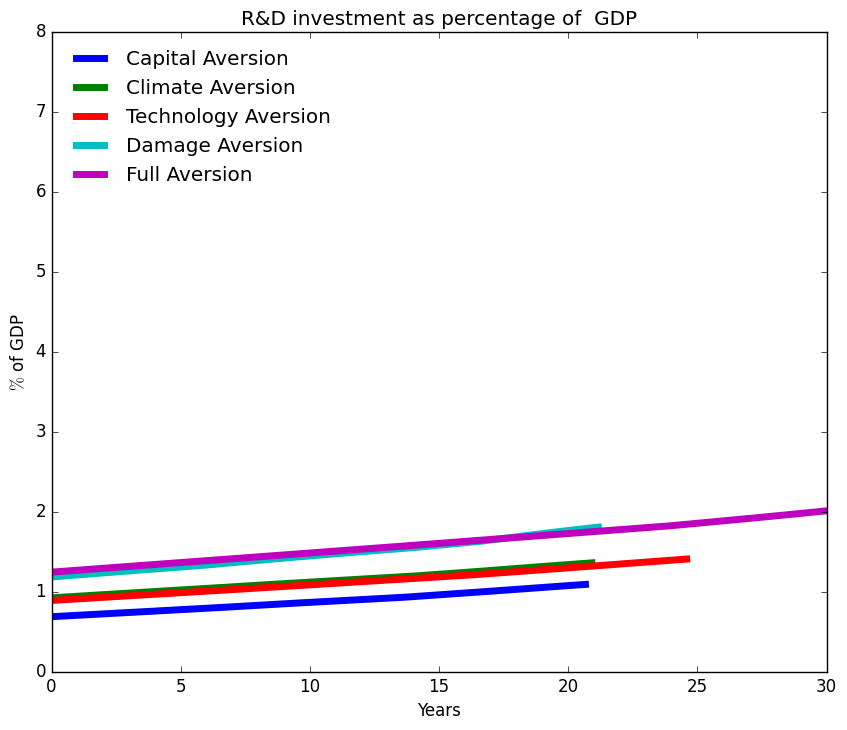 R&D investment as percentage of  GDP
8
Capital Aversion
Climate Aversion
7
Technology Aversion
Damage Aversion
Full Aversion
6
5
4
% of GDP
3
2
1
0
0 5 10 15 20 25 30
Years